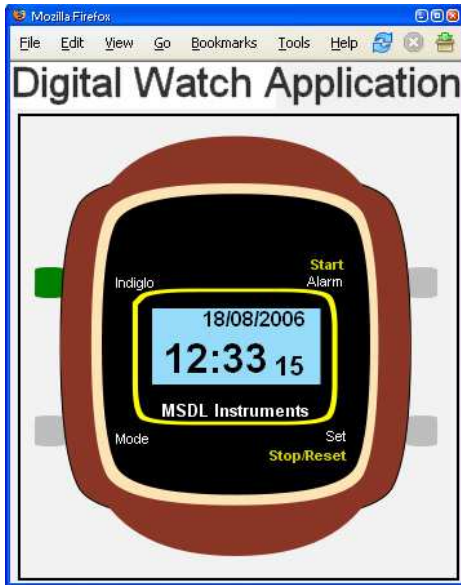 Mozilla Firefox
File Edit View Go Bookmarks Tools Help
Digital Watch Application
Start
Indiglo Alarm
18/08/2006
12:33 15
MSDL Instruments
Mode Set
Stop/Reset